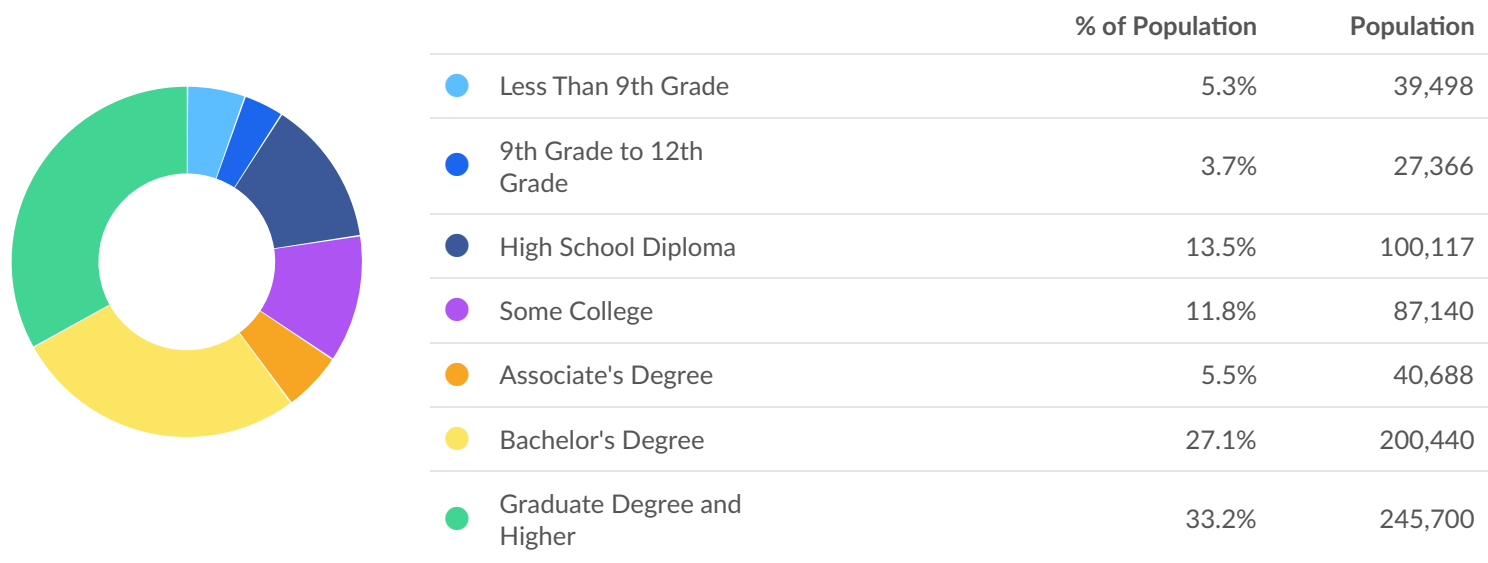 % of Population Population
Less Than 9th Grade 5.3% 39,498
9th Grade to 12th
Grade 3.7% 27,366
High School Diploma 13.5% 100,117
Some College 11.8% 87,140
Associate's Degree 5.5% 40,688
Bachelor's Degree 27.1% 200,440
Graduate Degree and
Higher 33.2% 245,700